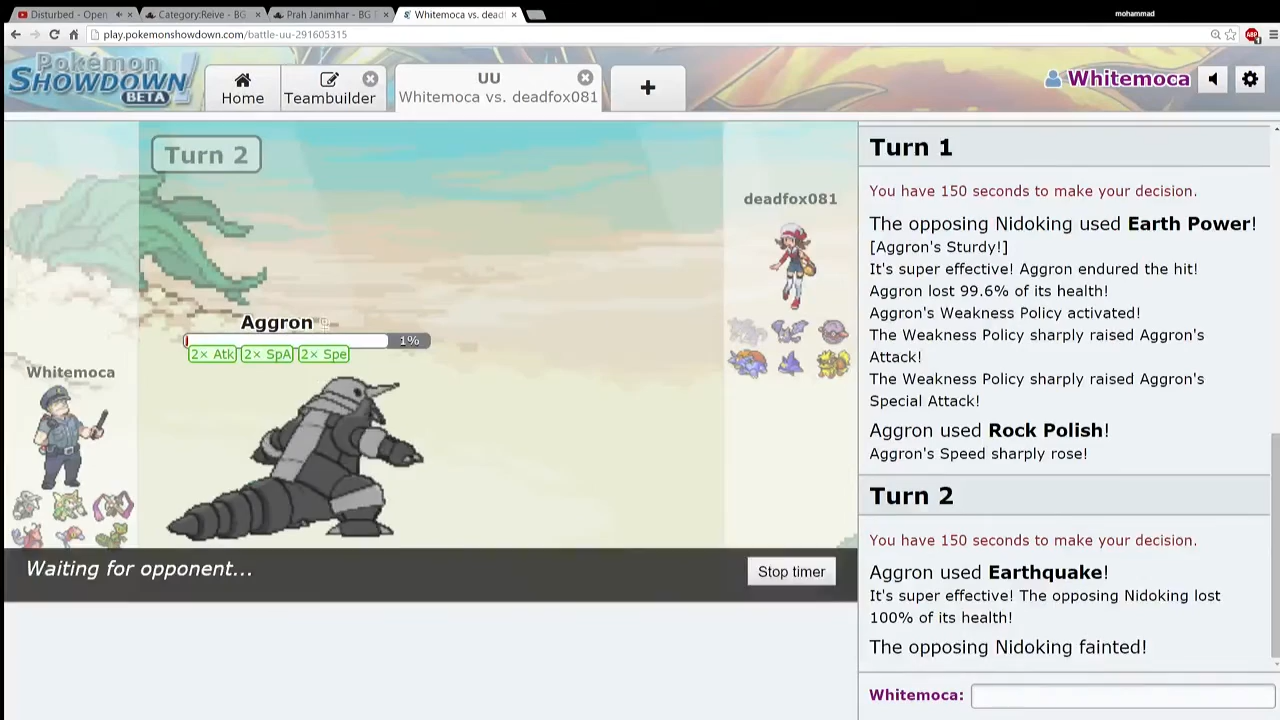 Disturbed - Open
Category:Reive - BG
Prah Janimhar - BG
Whitemoca vs. dead
mohammad
play.pokemonshowdown.com/battle-uu-291605315
ABP
Pokémon
SHOWDOWN!
BETA
Home
Teambuilder
UU
Whitemoca vs. deadfox081
+
Whitemoca
Turn 2
deadfox081
Aggron
1%
2× Atk 2× SpA 2× Spe
Whitemoca
Waiting for opponent...
Stop timer
Turn 1
You have 150 seconds to make your decision.
The opposing Nidoking used Earth Power!
[Aggron's Sturdy!]
It's super effective! Aggron endured the hit!
Aggron lost 99.6% of its health!
Aggron's Weakness Policy activated!
The Weakness Policy sharply raised Aggron's
Attack!
The Weakness Policy sharply raised Aggron's
Special Attack!
Aggron used Rock Polish!
Aggron's Speed sharply rose!
Turn 2
You have 150 seconds to make your decision.
Aggron used Earthquake!
It's super effective! The opposing Nidoking lost
100% of its health!
The opposing Nidoking fainted!
Whitemoca: